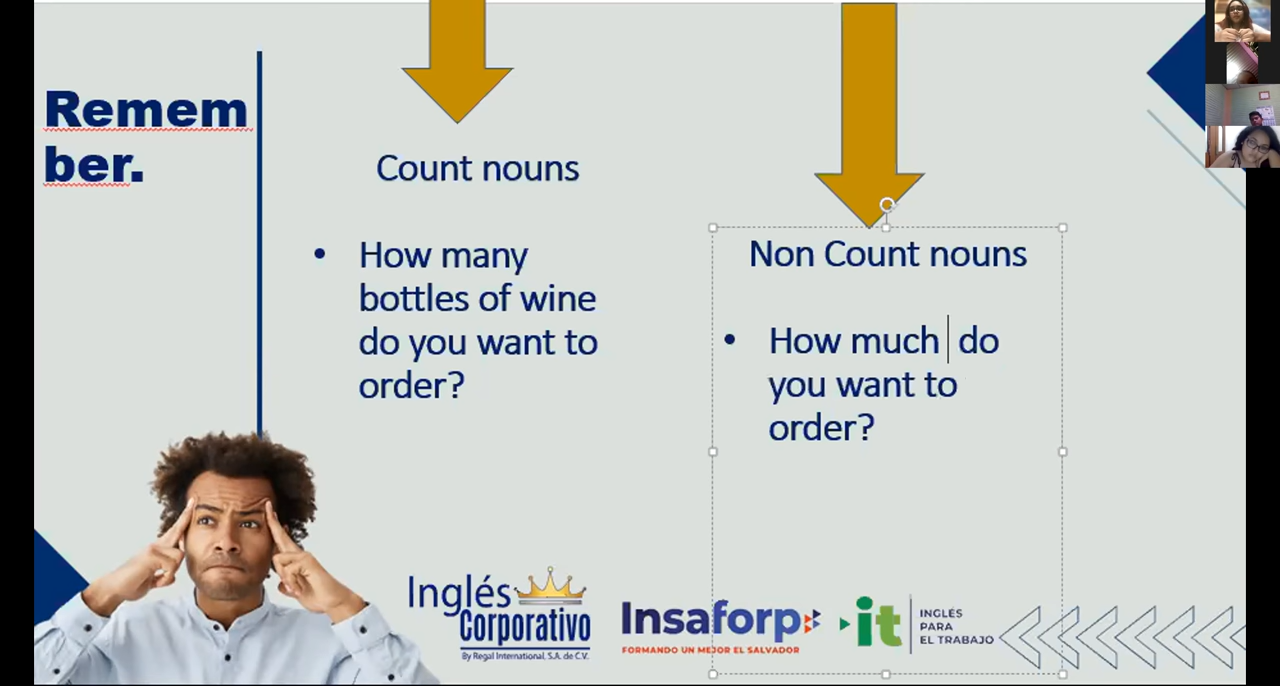 Remem
ber.
Count nouns
• How many
bottles of wine
do you want to
order?
Non Count nouns
• How much do
you want to
order?
Inglés
Corporativo
By Regal International, S.A. de C.V.
Insaforp
FORMANDO UN MEJOR EL SALVADOR
it
INGLÉS
PARA
EL TRABAJO